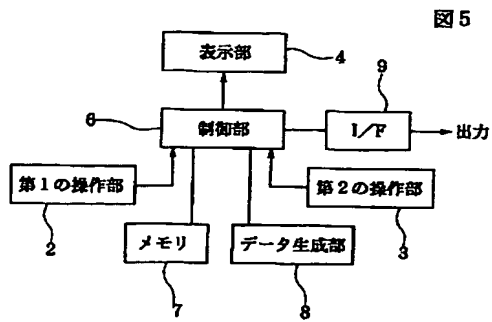 図5
表示部
4
9
6
制御部
I/F
出力
第1の操作部
第2の操作部
2
メモリ
データ生成部
3
7
8